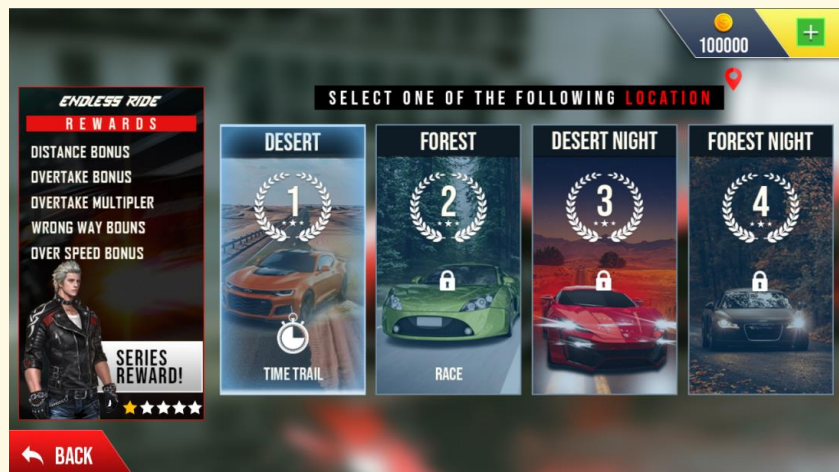 100000
+
SELECT ONE OF THE FOLLOWING LOCATION
ENDLESS RIDE
REWARDS
DISTANCE BONUS
OVERTAKE BONUS
OVERTAKE MULTIPLER
WRONG WAY BOUNS
OVER SPEED BONUS
SERIES
REWARD!
DESERT
1
TIME TRAIL
FOREST
2
RACE
DESERT NIGHT
3
FOREST NIGHT
4
BACK